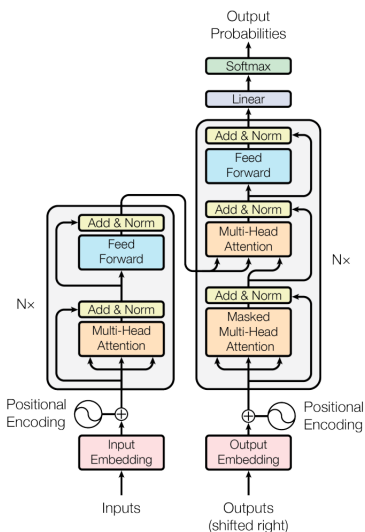 Output
Probabilities
Softmax
Linear
Add & Norm
Feed
Forward
Add & Norm
Multi-Head
Attention
Add & Norm
Masked
Multi-Head
Attention
N×
Add & Norm
Feed
Forward
N×
Add & Norm
Multi-Head
Attention
Positional
Encoding
Positional
Encoding
Input
Embedding
Output
Embedding
Inputs
Outputs
(shifted right)